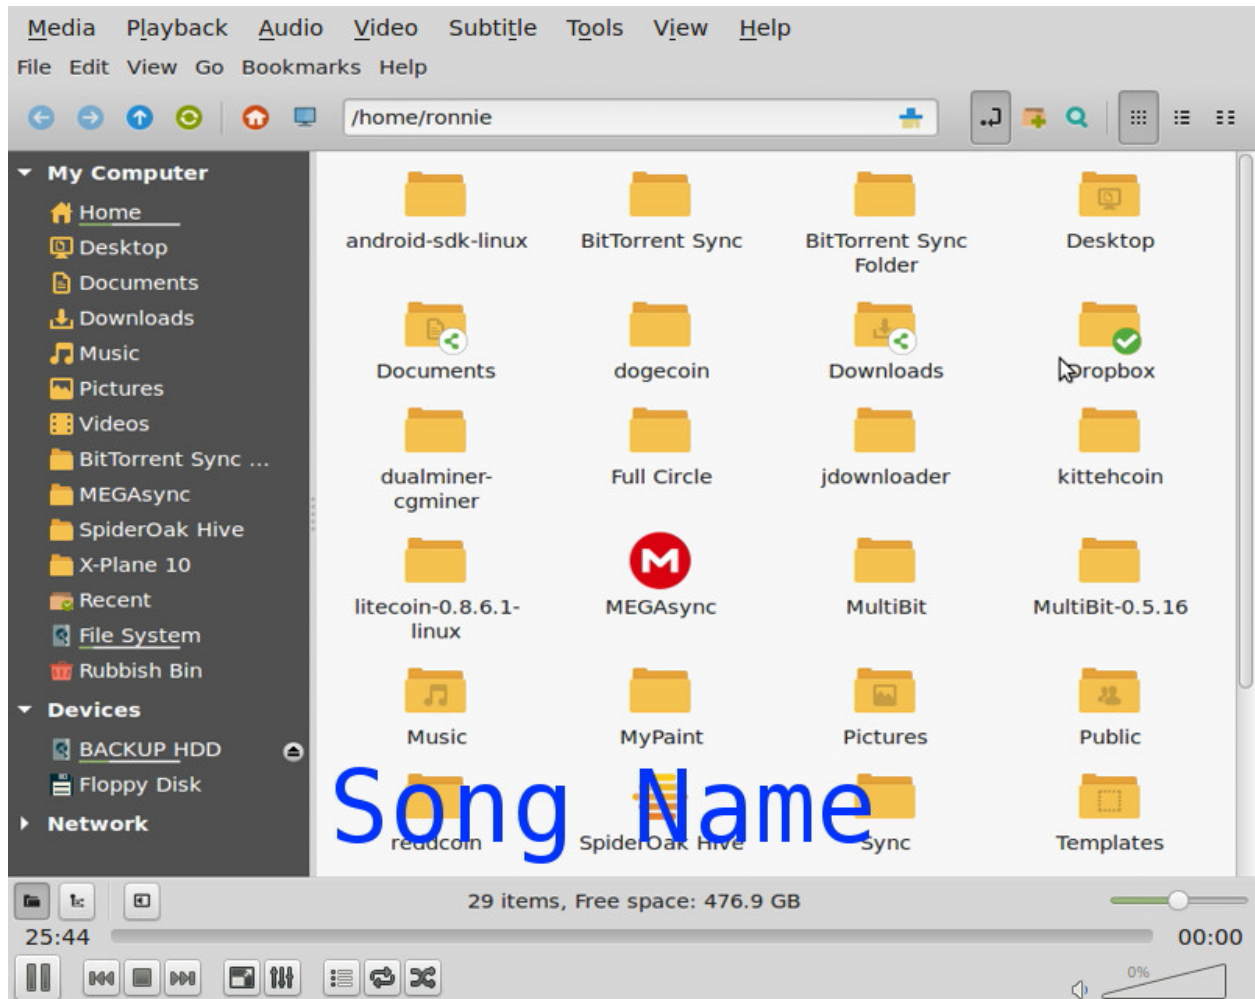 Media Playback Audio Video Subtitle Tools View Help
File Edit View Go Bookmarks Help
/home/ronnie
My Computer
Home
Desktop
Documents
Downloads
Music
Pictures
Videos
BitTorrent Sync ...
MEGAsync
SpiderOak Hive
X-Plane 10
Recent
File System
Rubbish Bin
Devices
BACKUP HDD
Floppy Disk
Network
android-sdk-linux
BitTorrent Sync
BitTorrent Sync
Folder
Desktop
Documents
dogecoin
Downloads
Dropbox
dualminer-
cgminer
Full Circle
jdownloader
kittehcoin
litecoin-0.8.6.1-
linux
MEGAsync
MultiBit
MultiBit-0.5.16
Music
MyPaint
Pictures
Public
Song Name
reddcoin
SpiderOak Hive
Sync
Templates
29 items, Free space: 476.9 GB
25:44
00:00
0%